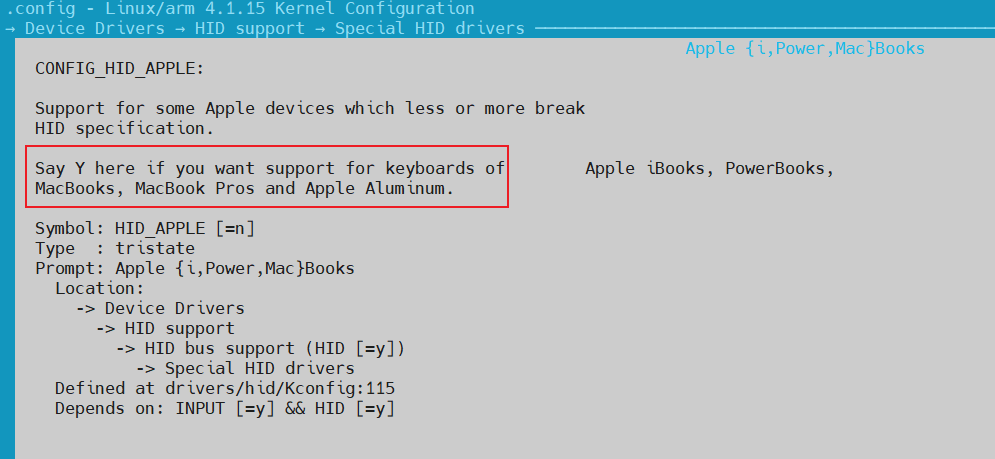 .config - Linux/arm 4.1.15 Kernel Configuration
→ Device Drivers → HID support → Special HID drivers
Apple {i,Power,Mac}Books
CONFIG_HID_APPLE:
Support for some Apple devices which less or more break
HID specification.
Say Y here if you want support for keyboards of Apple iBooks, PowerBooks,
MacBooks, MacBook Pros and Apple Aluminum.
Symbol: HID_APPLE [=n]
Type : tristate
Prompt: Apple {i,Power,Mac}Books
Location:
-> Device Drivers
-> HID support
-> HID bus support (HID [=y])
-> Special HID drivers
Defined at drivers/hid/Kconfig:115
Depends on: INPUT [=y] && HID [=y]